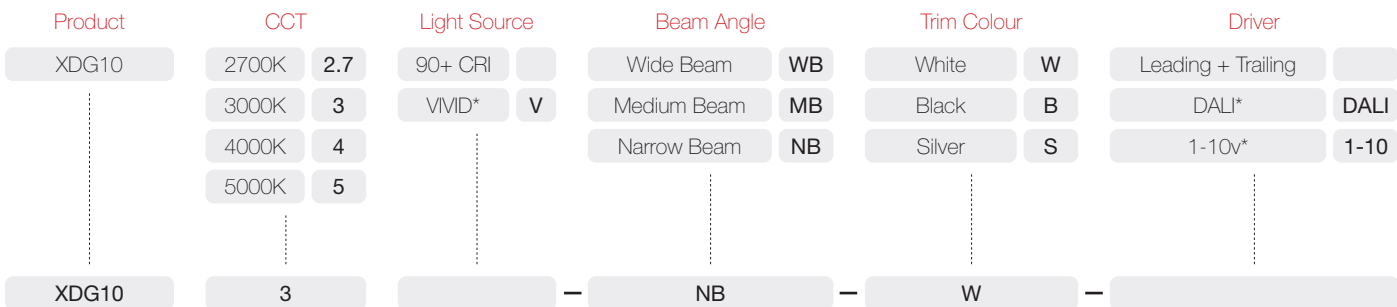 Product CCT Light Source Beam Angle Trim Colour Driver
XDG10 2700K 2.7 90+ CRI Wide Beam WB White W Leading + Trailing
3000K 3 VIVID* V Medium Beam MB Black B DALI* DALI
4000K 4 Narrow Beam NB Silver S 1-10v* 1-10
5000K 5
XDG10 3 – NB – W –